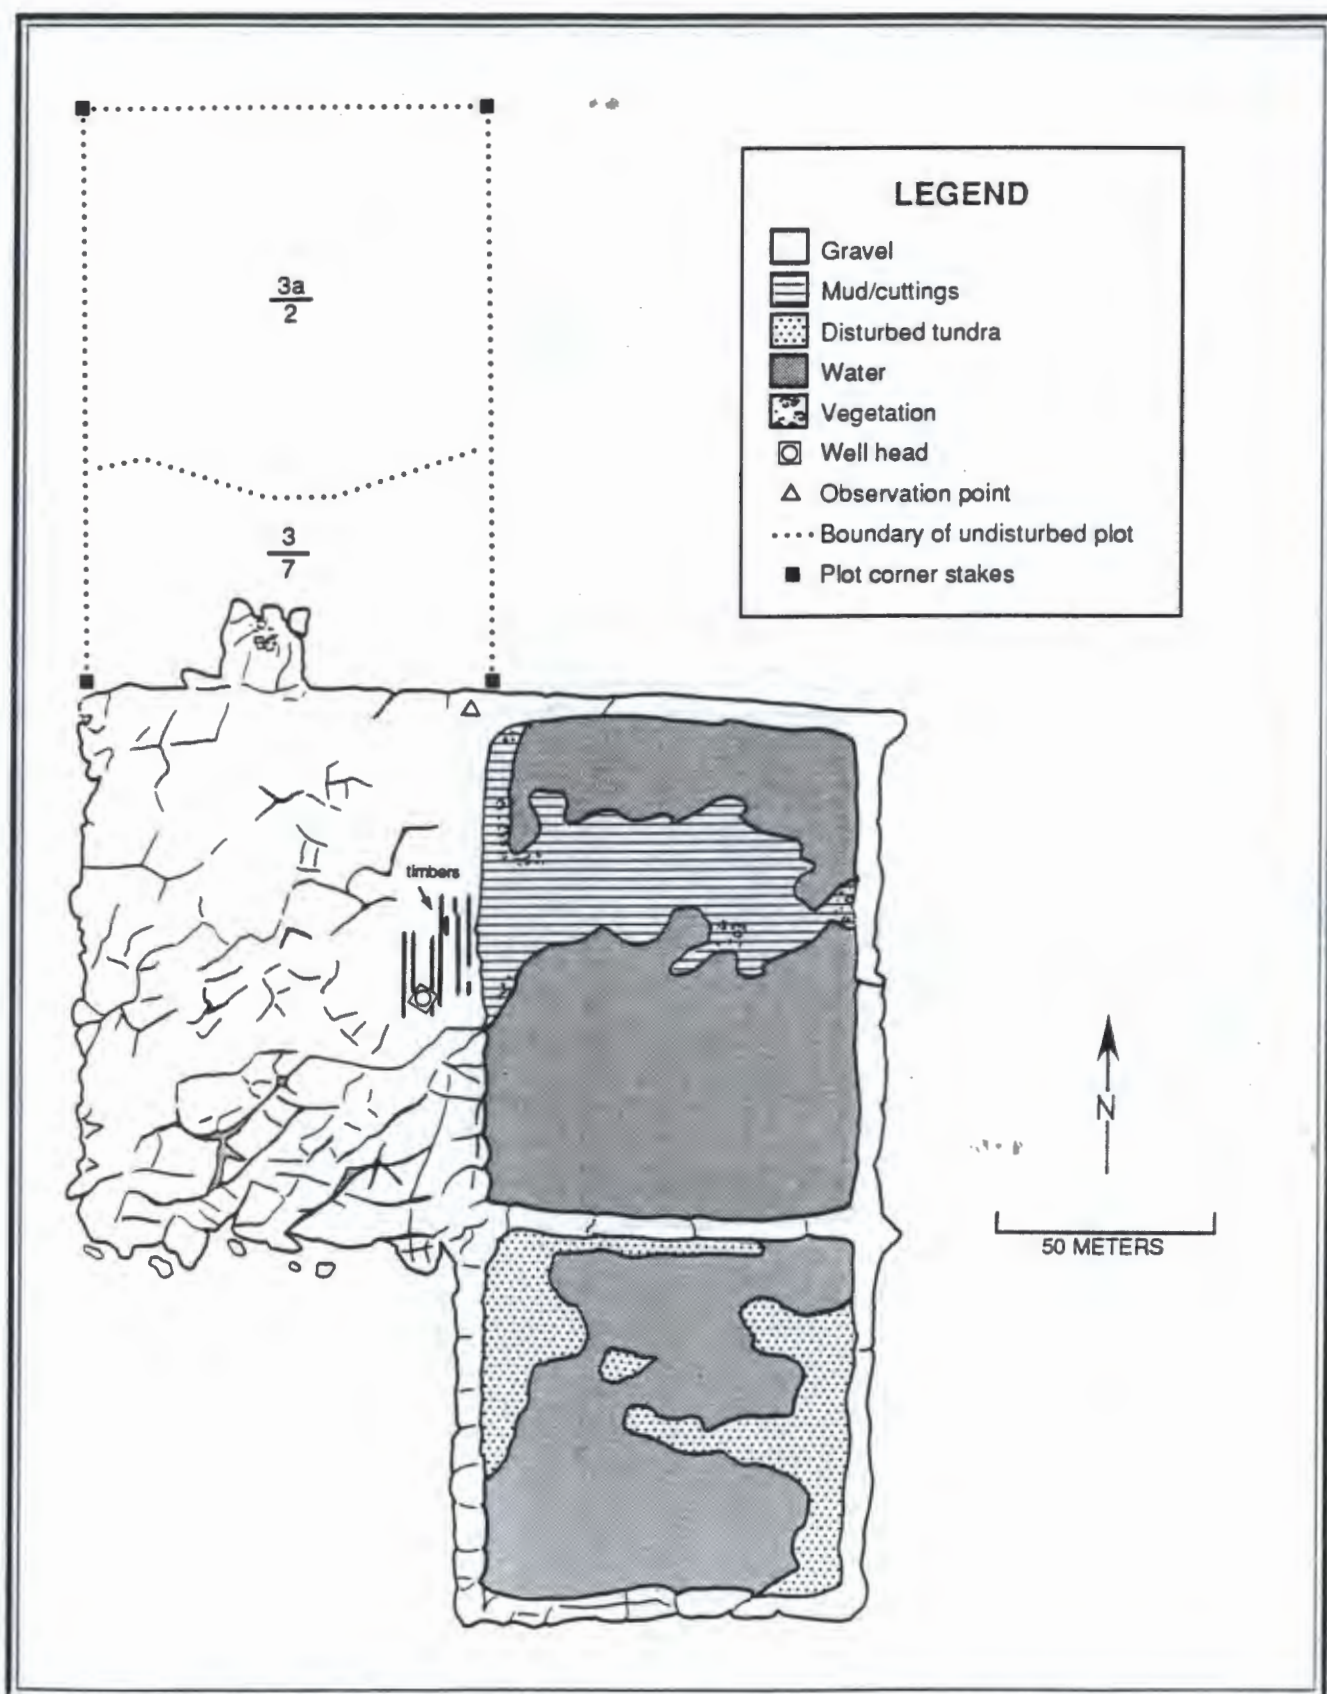 3a
2
3
7
LEGEND
Gravel
Mud/cuttings
Disturbed tundra
Water
Vegetation
Well head
Observation point
Boundary of undisturbed plot
Plot corner stakes
timbers
N
50 METERS